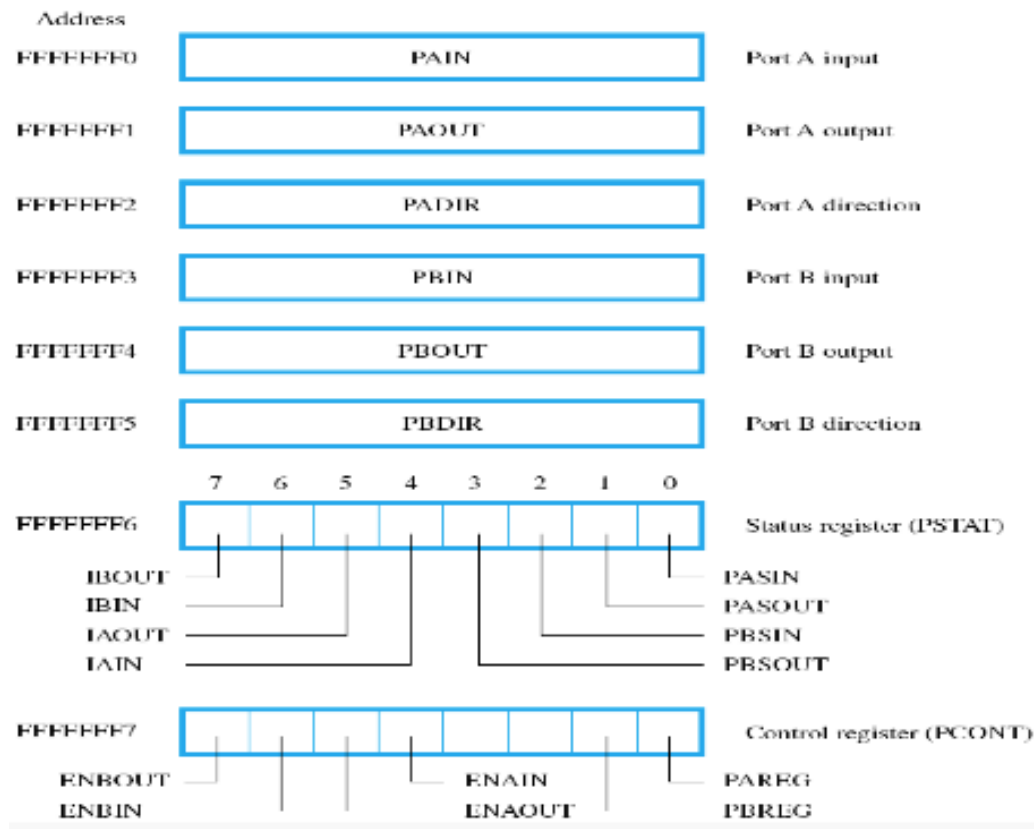 Address
FFFFFFF0 PAIN Port A input
FFFFFFF1 PAOUT Port A output
FFFFFFF2 PADIR Port A direction
FFFFFFF3 PBIN Port B input
FFFFFFF4 PBOUT Port B output
FFFFFFF5 PBDIR Port B direction
7 6 5 4 3 2 1 0
FFFFFFF6 Status register (PSTAT)
IBOUT PASIN
IBIN PASOUT
IAOUT PBSIN
IAIN PBSOUT
FFFFFFF7 Control register (PCONT)
ENBOUT ENAIN PAREG
ENBIN ENAOUT PBREG